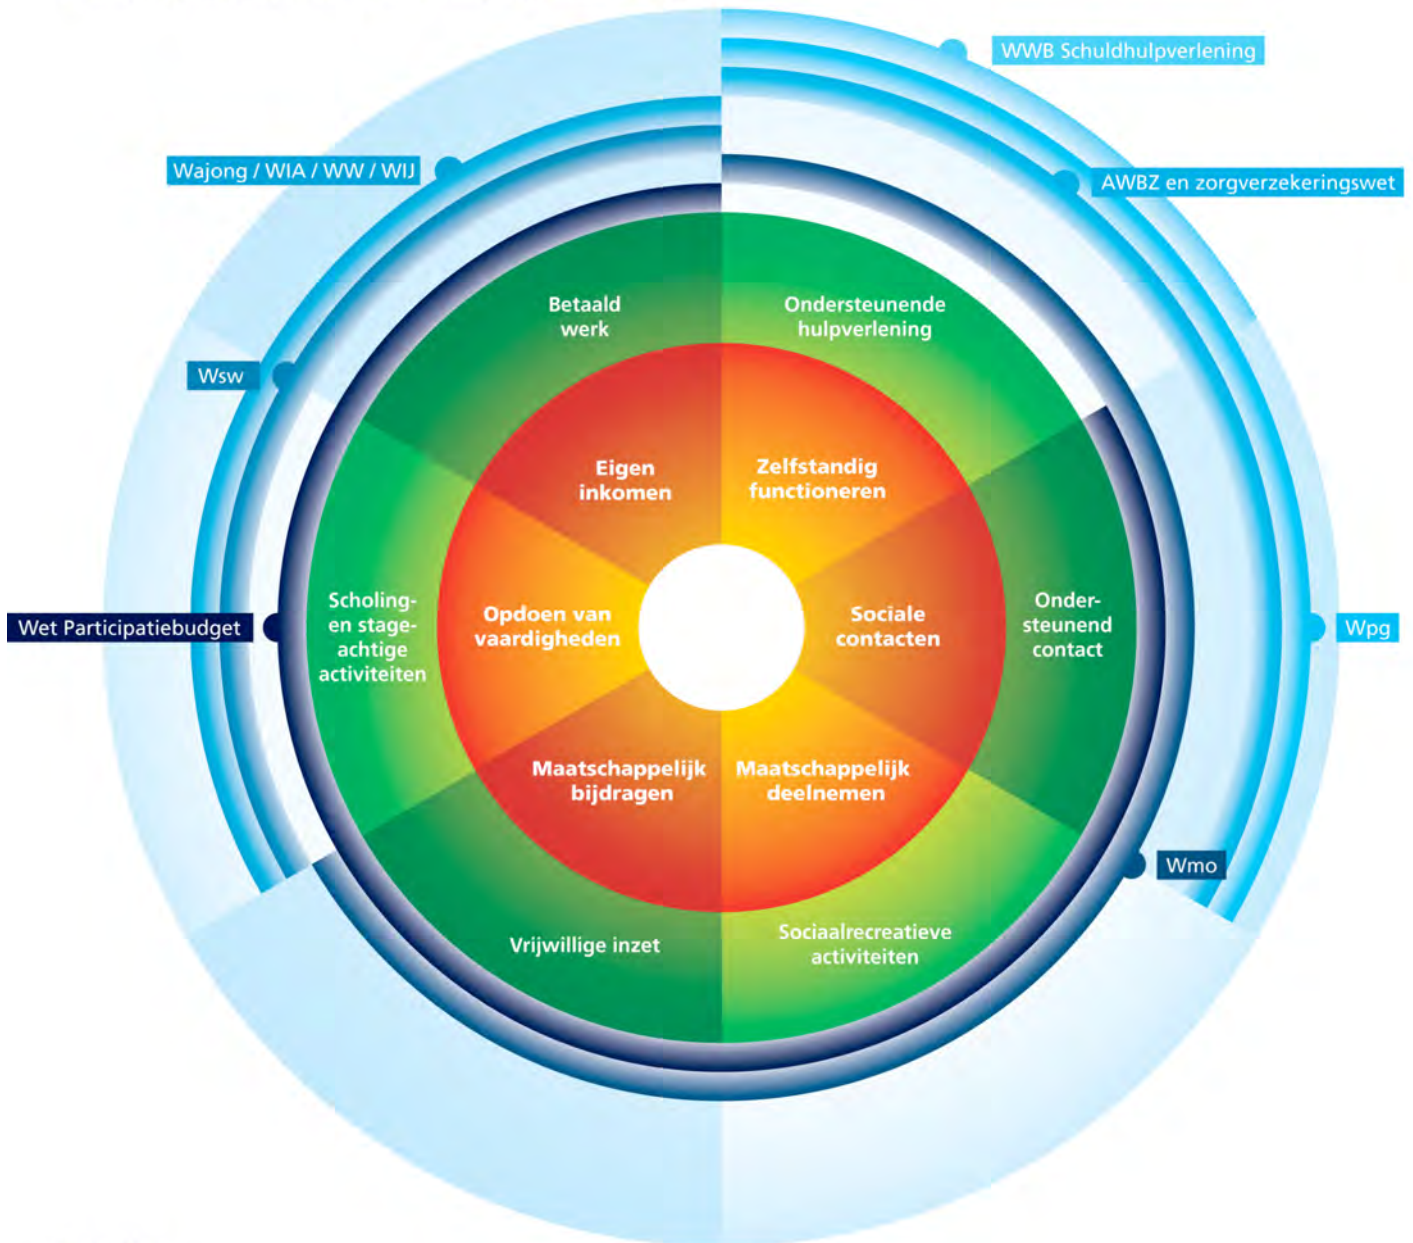 WWB Schuldhulpverlening
Wajong / WIA / WW / WIJ
AWBZ en zorgverzekeringswet
Betaald
werk
Ondersteunende
hulpverlening
Wsw
Eigen
inkomen
Zelfstandig
functioneren
Wet Participatiebudget
Scholing-
en stage-
achtige
activiteiten
Opdoen van
vaardigheden
Sociale
contacten
Onder-
steunend
contact
Wpg
Maatschappelijk
bijdragen
Maatschappelijk
deelnemen
Wmo
Vrijwillige inzet
Sociaalrecreatieve
activiteiten